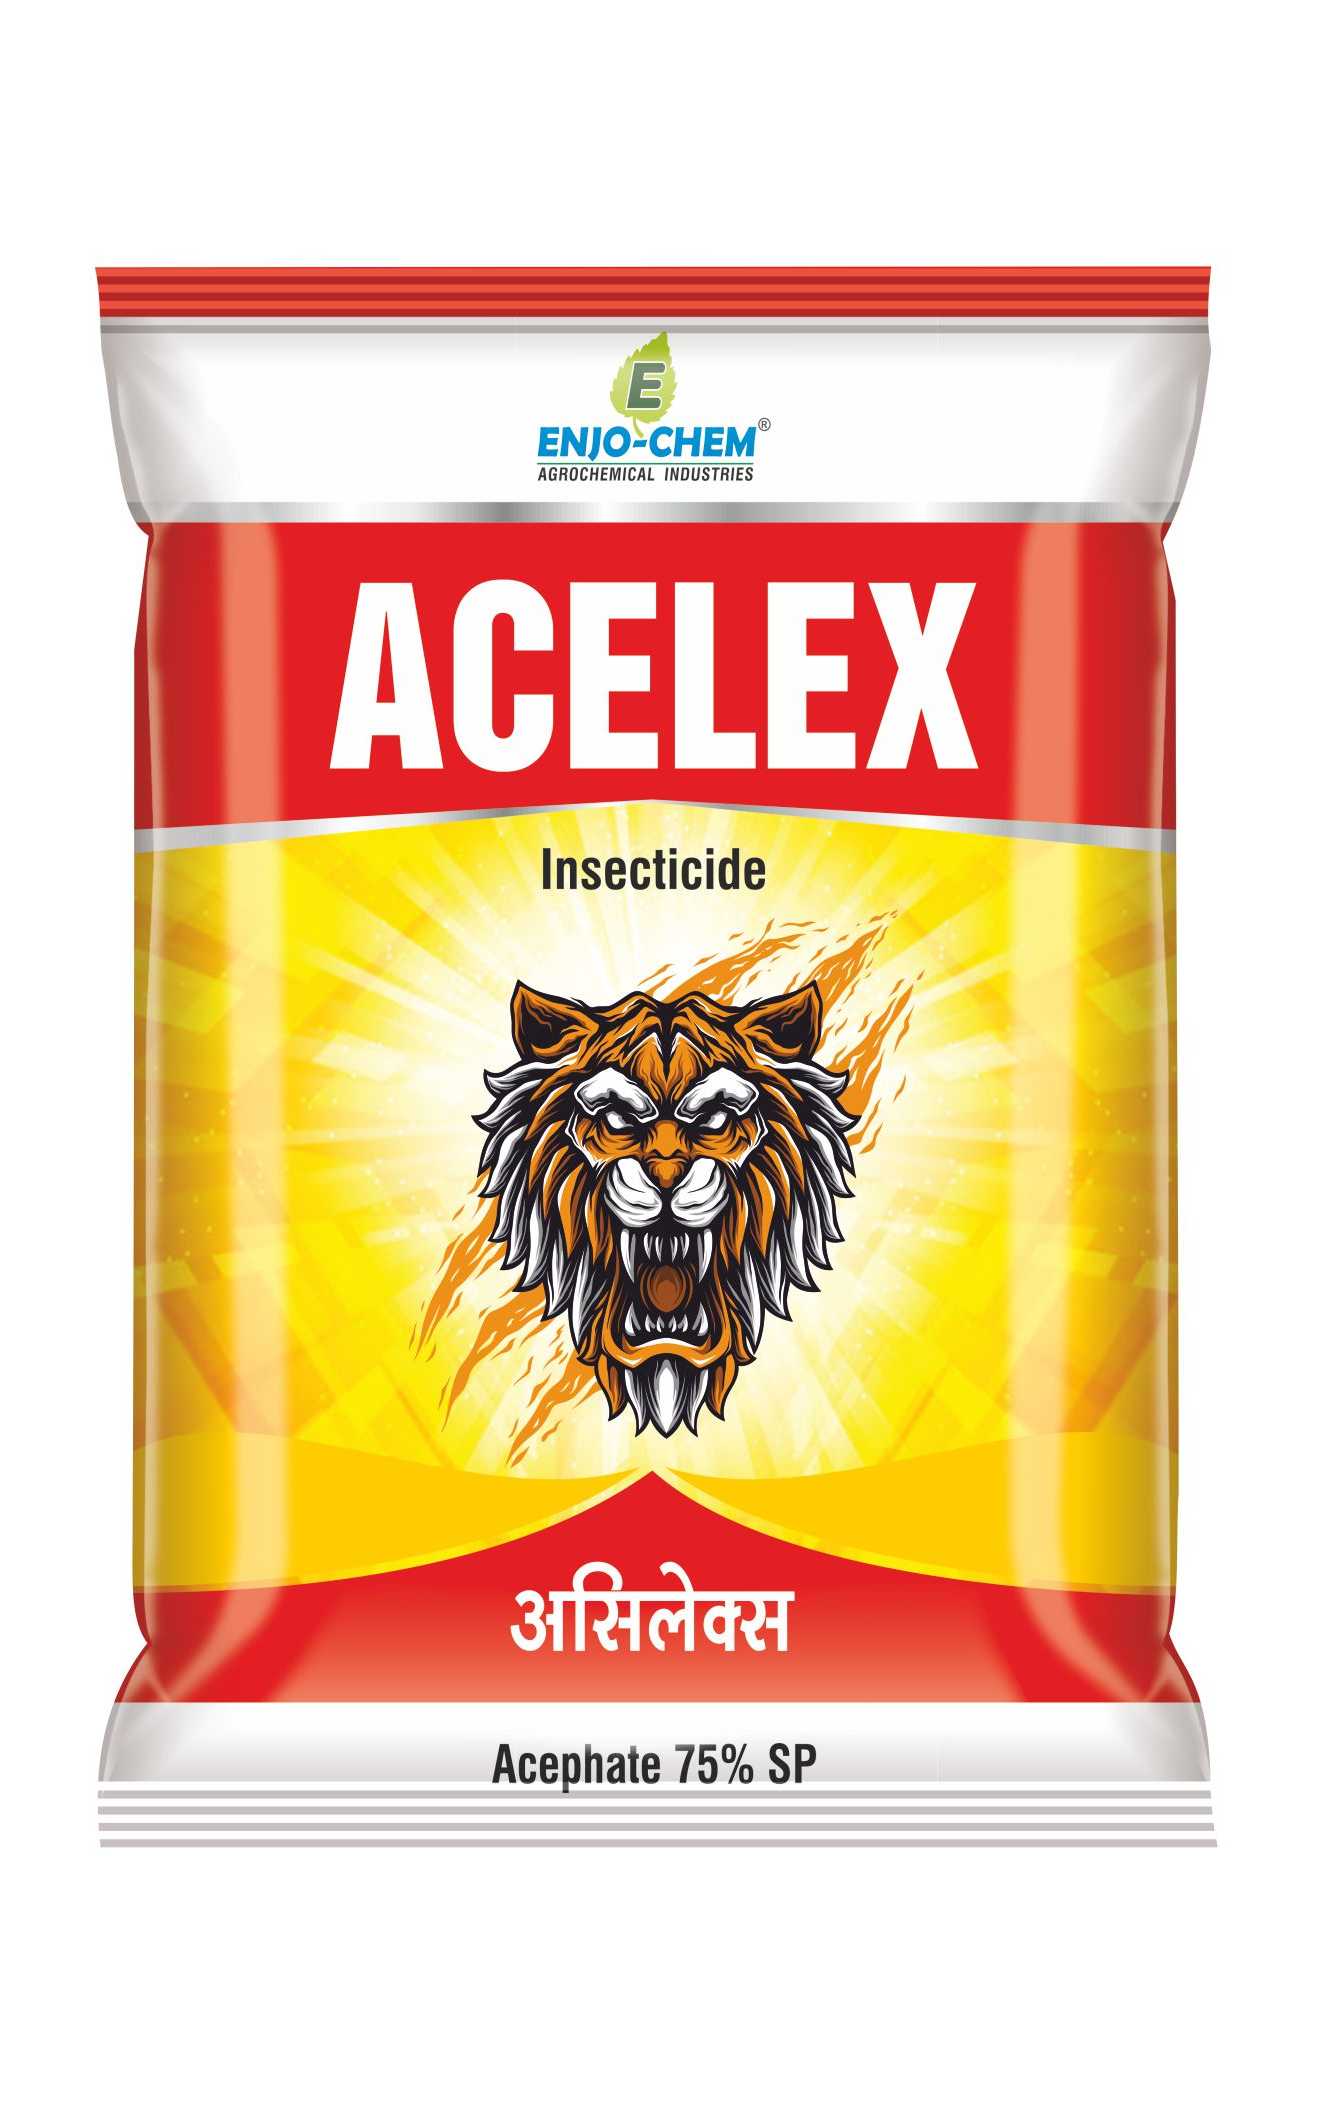 E
ENJO-CHEM®
AGROCHEMICAL INDUSTRIES
ACELEX
Insecticide
असिलेक्स
Acephate 75% SP